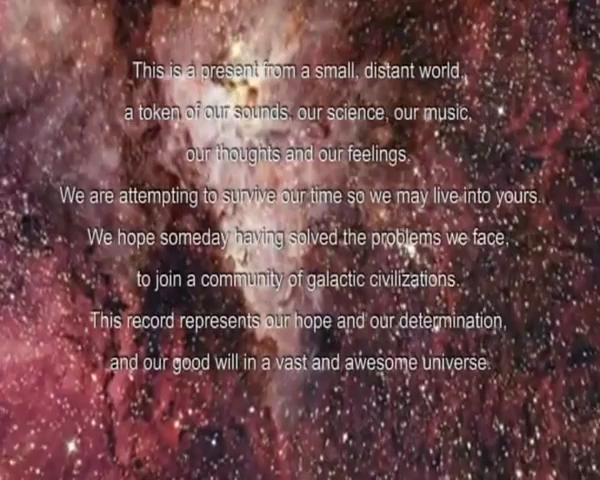 This is a present from a small, distant world,
a token of our sounds, our science, our music,
our thoughts and our feelings.
We are attempting to survive our time so we may live into yours.
We hope someday having solved the problems we face,
to join a community of galactic civilizations.
This record represents our hope and our determination,
and our good will in a vast and awesome universe.